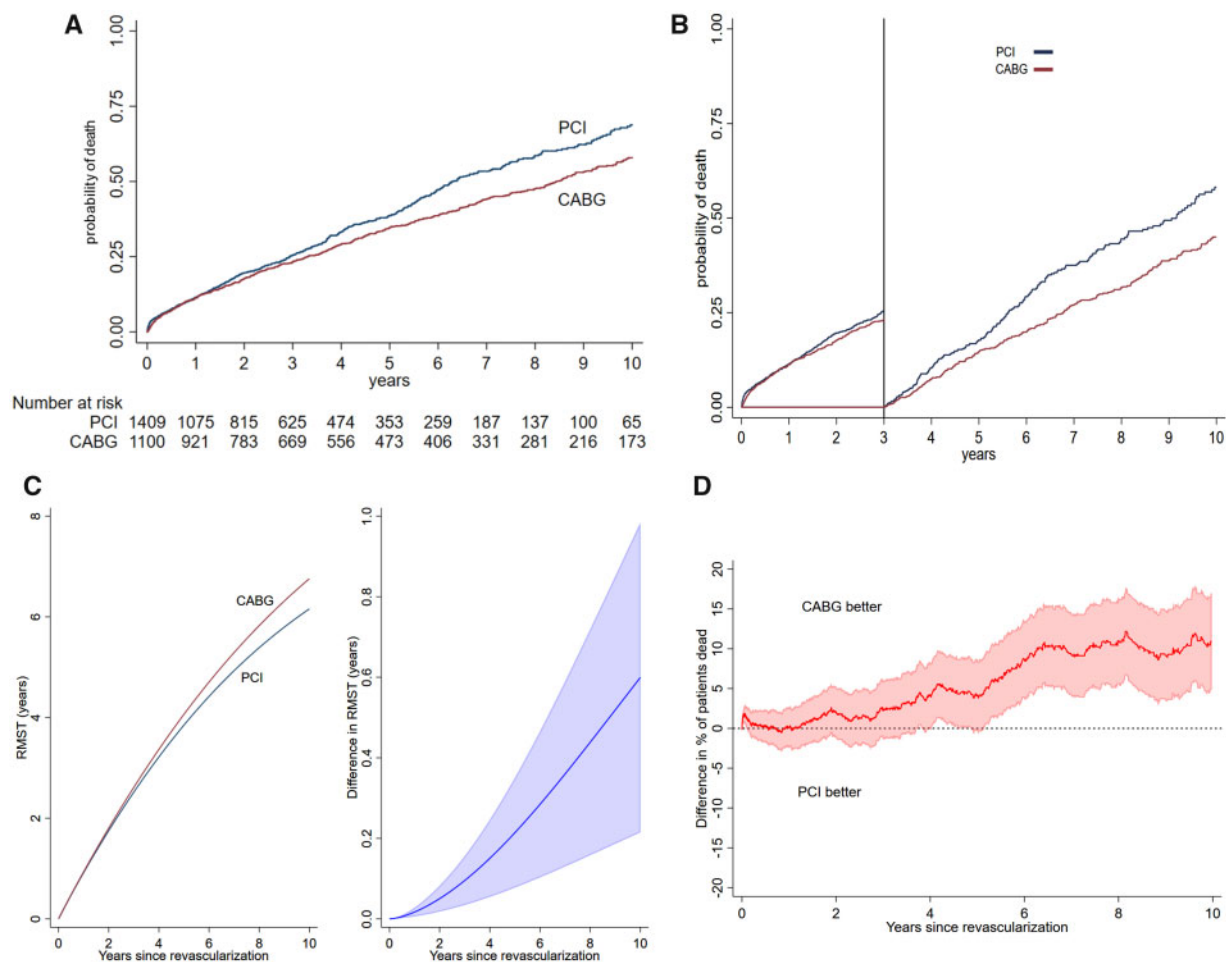 A
1.00
0.75
0.50
0.25
0.00
probability of death
PCI
CABG
0 1 2 3 4 5 6 7 8 9 10
years
Number at risk
PCI 1409 1075 815 625 474 353 259 187 137 100 65
CABG 1100 921 783 669 556 473 406 331 281 216 173
B
1.00
0.75
0.50
0.25
0.00
probability of death
PCI
CABG
0 1 2 3 4 5 6 7 8 9 10
years
C
8
6
4
2
0
RMST (years)
CABG
PCI
0 2 4 6 8 10
Years since revascularization
1.0
0.8
0.6
0.4
0.2
0.0
Difference in RMST (years)
0 2 4 6 8 10
Years since revascularization
D
20
15
10
5
0
-5
-10
-15
-20
Difference in % of patients dead
CABG better
PCI better
0 2 4 6 8 10
Years since revascularization